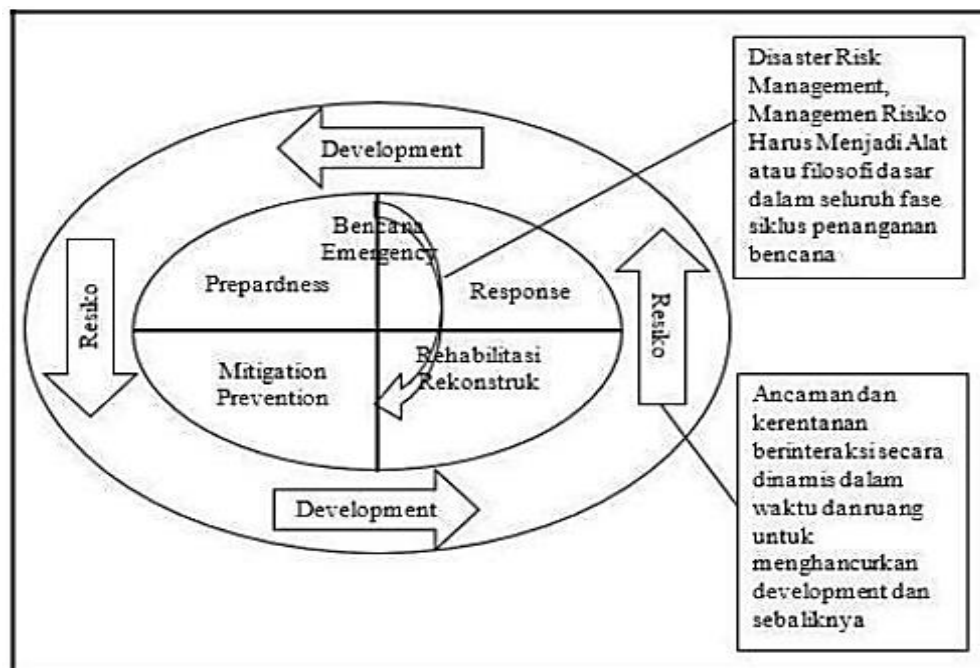 Disaster Risk
Management,
Managemen Risiko
Harus Menjadi Alat
atau filosofi dasar
dalam seluruh fase
siklus penanganan
bencana
Development
Bencana
Emergency
Prepardness
Response
Resiko
Resiko
Mitigation
Prevention
Rehabilitasi
Rekonstruk
Development
Ancaman dan
kerentanan
berinteraksi secara
dinamis dalam
waktu dan ruang
untuk
menghancurkan
development dan
sebaliknya